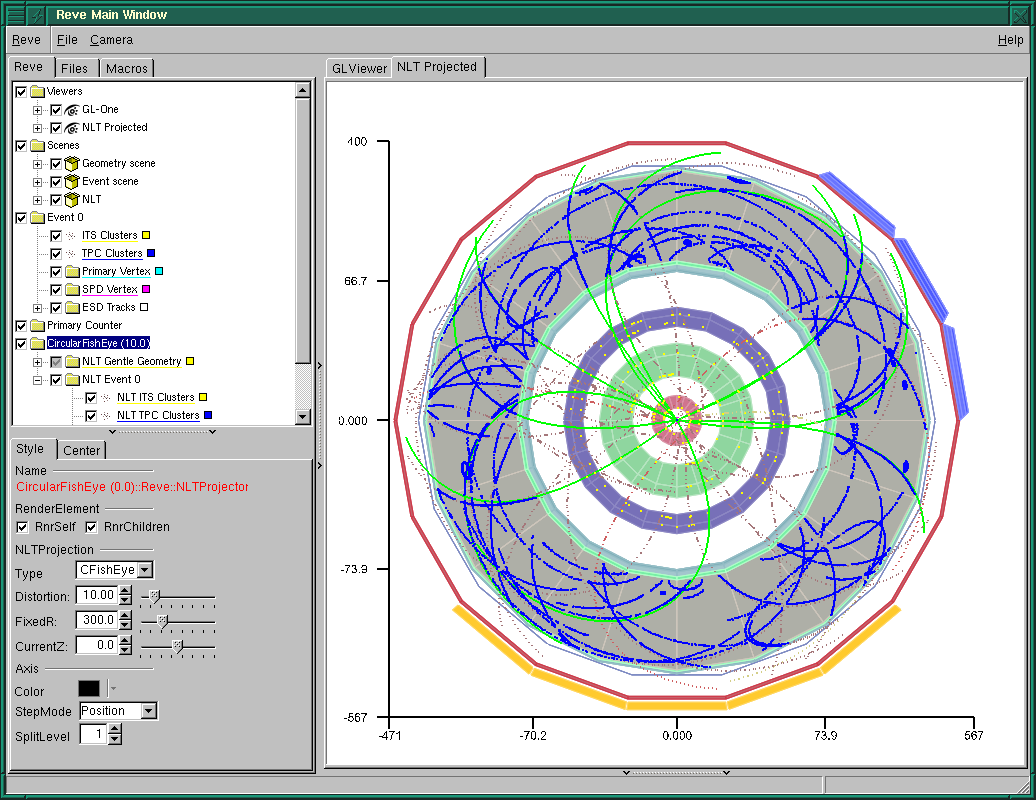 Reve Main Window
Reve File Camera Help
Reve Files Macros
GLViewer NLT Projected
Viewers
GL-One
NLT Projected
Scenes
Geometry scene
Event scene
NLT
Event 0
ITS Clusters
TPC Clusters
Primary Vertex
SPD Vertex
ESD Tracks
Primary Counter
CircularFishEye (10.0)
NLT Gentle Geometry
NLT Event 0
NLT ITS Clusters
NLT TPC Clusters
Style Center
Name
CircularFishEye (0.0)::Reve::NLTProjector
RenderElement
RnrSelf RnrChildren
NLTProjection
Type CFishEye
Distortion: 10.00
FixedR: 300.0
CurrentZ: 0.0
Axis
Color
StepMode Position
SplitLevel 1
400
66.7
0.000
-73.9
-567
-471 -70.2 0.000 73.9 567